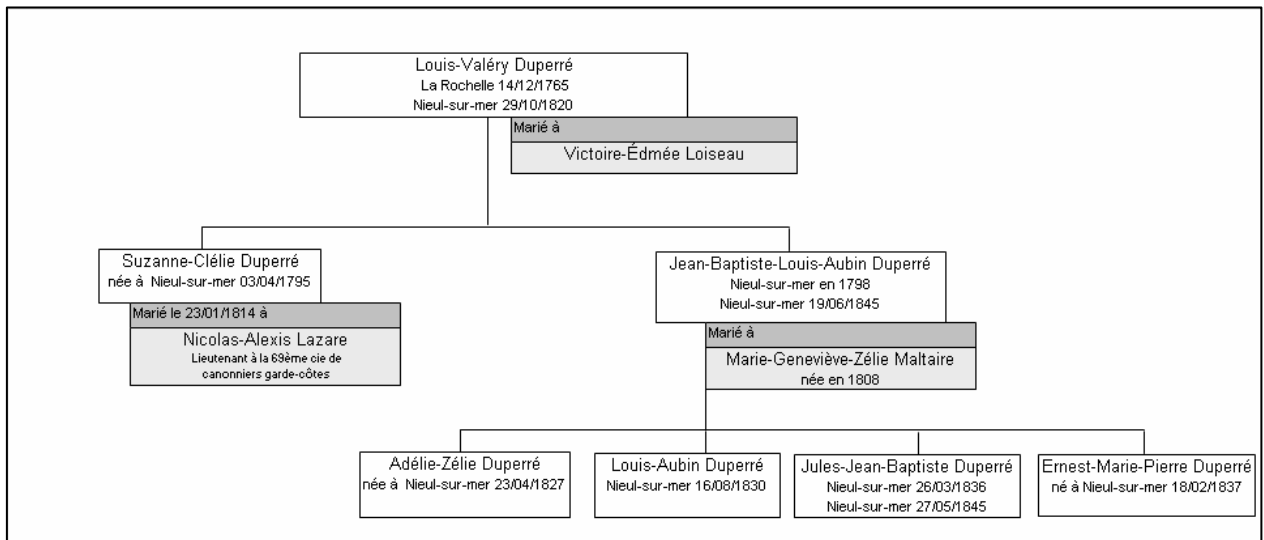 Louis-Valéry Duperré
La Rochelle 14/12/1765
Nieul-sur-mer 29/10/1820
Marié à
Victoire-Édmée Loiseau
Suzanne-Clélie Duperré
née à Nieul-sur-mer 03/04/1795
Marié le 23/01/1814 à
Nicolas-Alexis Lazare
Lieutenant à la 69ème cie de
canonniers garde-côtes
Jean-Baptiste-Louis-Aubin Duperré
Nieul-sur-mer en 1798
Nieul-sur-mer 19/06/1845
Marié à
Marie-Geneviève-Zélie Maltaire
née en 1808
Adélie-Zélie Duperré
née à Nieul-sur-mer 23/04/1827
Louis-Aubin Duperré
Nieul-sur-mer 16/08/1830
Jules-Jean-Baptiste Duperré
Nieul-sur-mer 26/03/1836
Nieul-sur-mer 27/05/1845
Ernest-Marie-Pierre Duperré
né à Nieul-sur-mer 18/02/1837